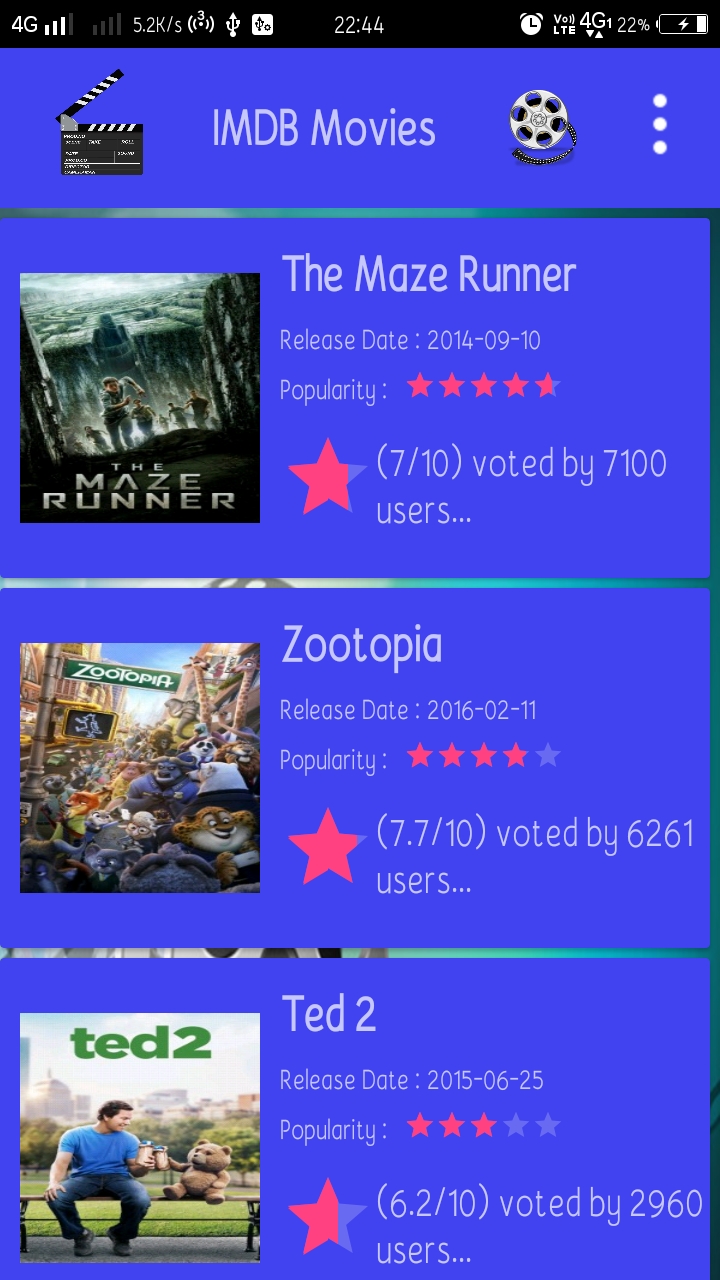 4G 5.2K/s 22:44 VoD LTE 4G1 22%
IMDB Movies
The Maze Runner
Release Date : 2014-09-10
Popularity :
(7/10) voted by 7100
users...
THE
MAZE
RUNNER
Zootopia
ZOOTOPIA
Release Date : 2016-02-11
Popularity :
(7.7/10) voted by 6261
users...
Ted 2
ted2
Release Date : 2015-06-25
Popularity :
(6.2/10) voted by 2960
users...